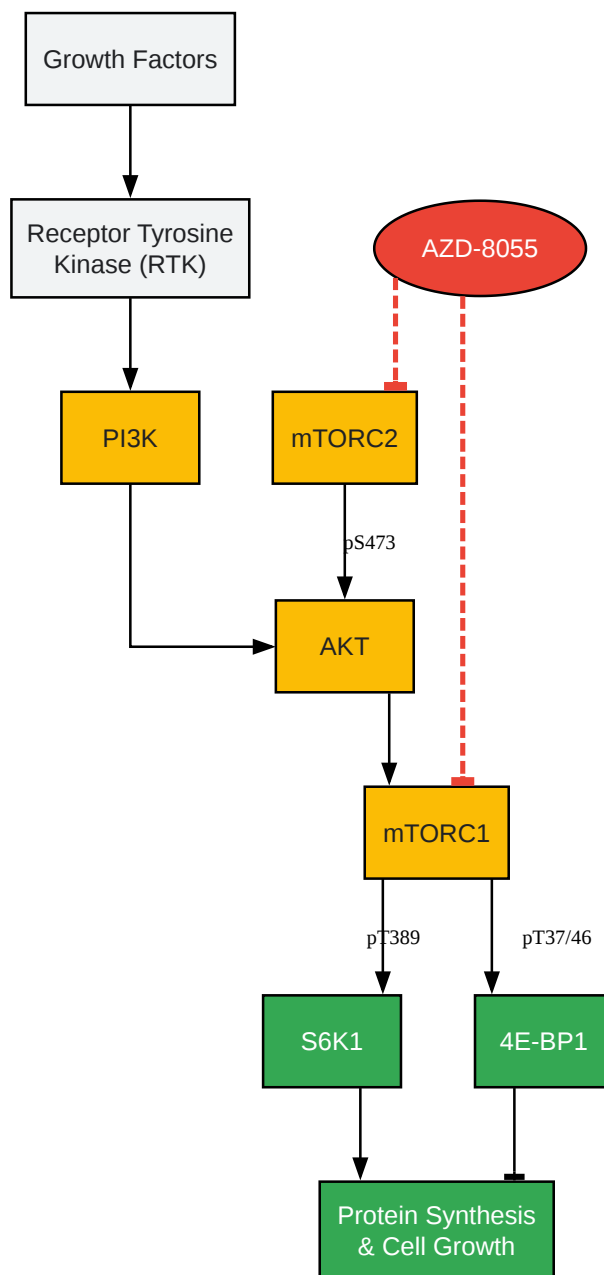 Growth Factors
Receptor Tyrosine
Kinase (RTK)
AZD-8055
PI3K
mTORC2
pS473
AKT
mTORC1
pT389
pT37/46
S6K1
4E-BP1
Protein Synthesis
& Cell Growth